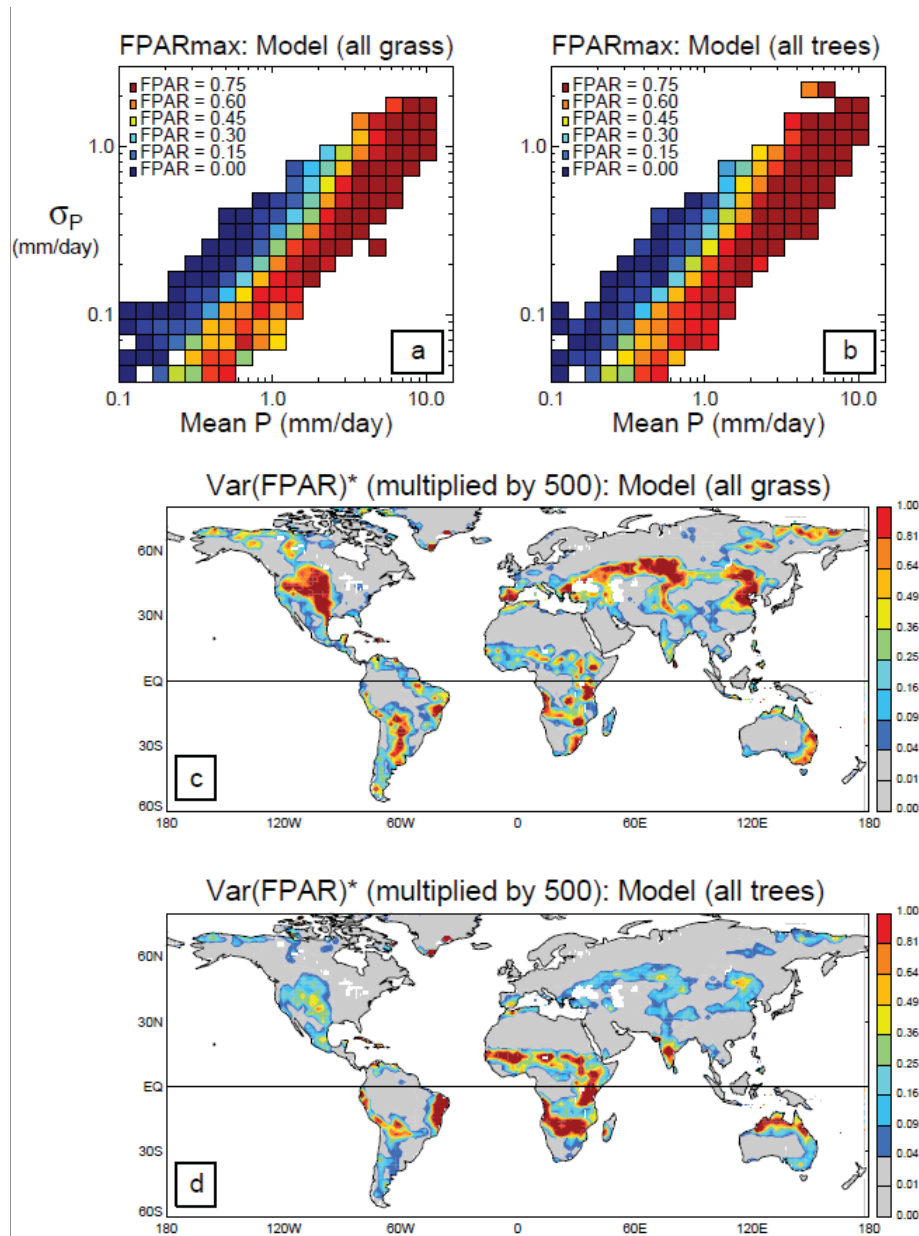 FPARmax: Model (all grass)
FPAR = 0.75
FPAR = 0.60
FPAR = 0.45
FPAR = 0.30
FPAR = 0.15
FPAR = 0.00
1.0
0.1
σP
(mm/day)
0.1
1.0
10.0
Mean P (mm/day)
a
FPARmax: Model (all trees)
FPAR = 0.75
FPAR = 0.60
FPAR = 0.45
FPAR = 0.30
FPAR = 0.15
FPAR = 0.00
1.0
0.1
0.1
1.0
10.0
Mean P (mm/day)
b
Var(FPAR)* (multiplied by 500): Model (all grass)
60N
30N
EQ
30S
60S
180
120W
60W
0
60E
120E
180
c
1.00
0.81
0.64
0.49
0.36
0.25
0.16
0.09
0.04
0.01
0.00
Var(FPAR)* (multiplied by 500): Model (all trees)
60N
30N
EQ
30S
60S
180
120W
60W
0
60E
120E
180
d
1.00
0.81
0.64
0.49
0.36
0.25
0.16
0.09
0.04
0.01
0.00